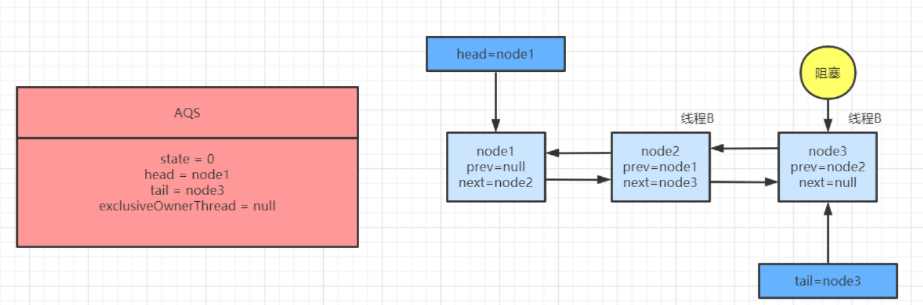 head=node1
阻塞
AQS
state = 0
head = node1
tail = node3
exclusiveOwnerThread = null
线程B
线程B
node1
prev=null
next=node2
node2
prev=node1
next=node3
node3
prev=node2
next=null
tail=node3